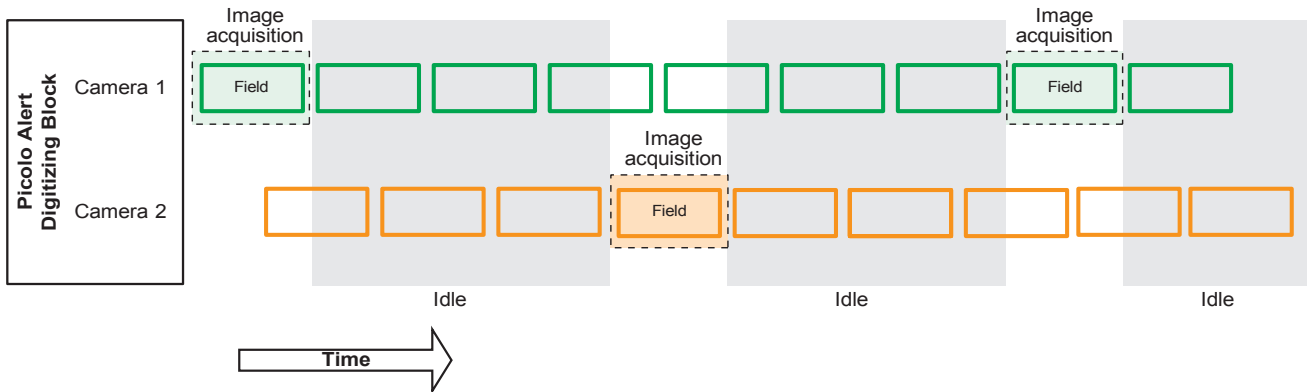 Image
acquisition
Image
acquisition
Picolo Alert
Digitizing Block
Camera 1
Field
Field
Image
acquisition
Camera 2
Field
Idle
Idle
Idle
Time